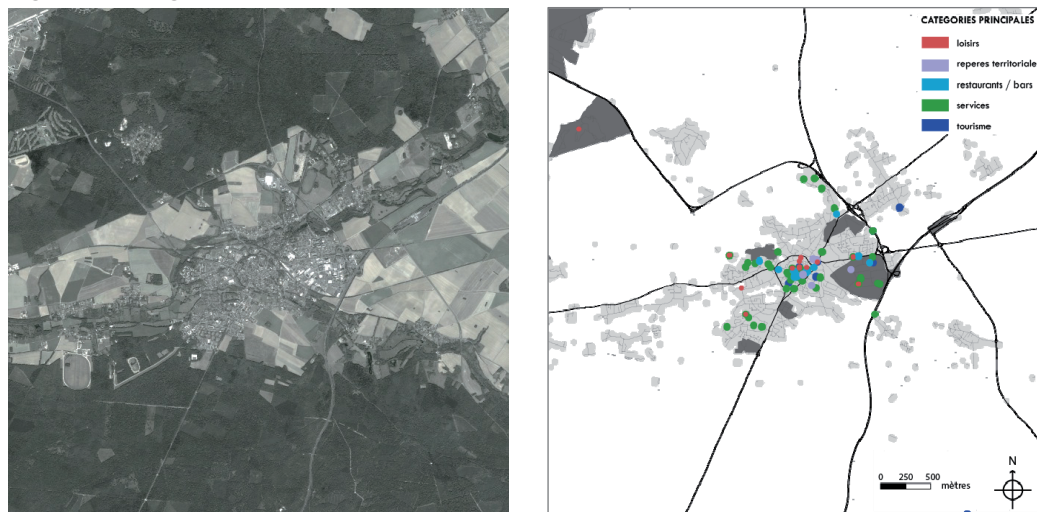 CATEGORIES PRINCIPALES
loisirs
reperes territoriale
restaurants / bars
services
tourisme
N
0 250 500
mètres